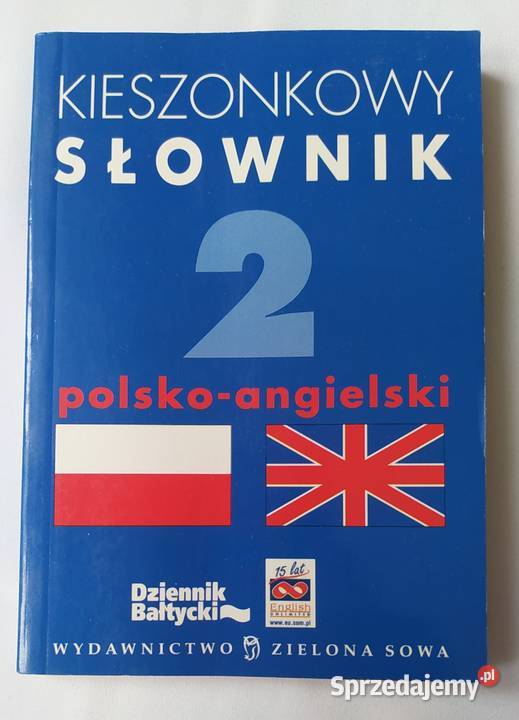 KIESZONKOWY
SŁOWNIK
2
polsko-angielski
15 lat
English
UNLIMITED
www.eu.com.pl
Dziennik
Bałtycki
WYDAWNICTWO ZIELONA SOWA
Sprzedajemy.pl